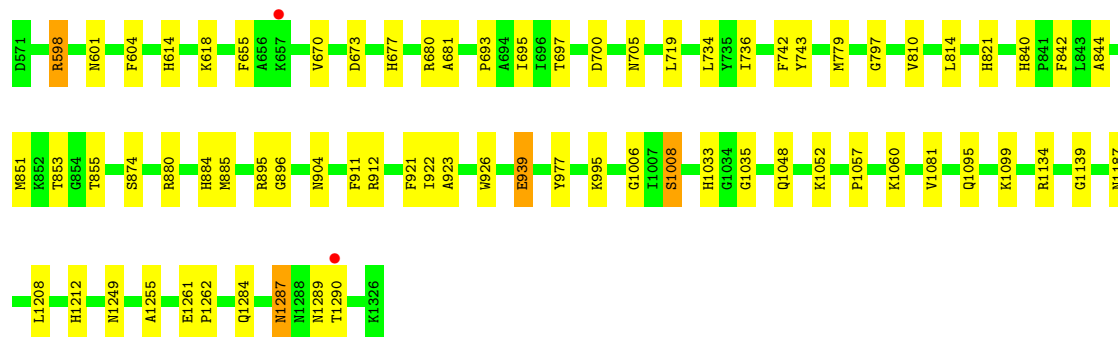 D571 R598 N601 F604 H614 K618 F655 A656 K657 V670 D673 H677 R680 A681 P693 A694 I695 I696 T697 D700 N705 L719 L734 Y735 I736 F742 Y743 M779 G797 V810 L814 H821 H840 P841 F842 L843 A844
M851 K852 T853 G854 T855 S874 R880 H884 M885 R895 G896 N904 F911 R912 F921 I922 A923 W926 E939 Y977 K995 G1006 I1007 S1008 H1033 G1034 G1035 Q1048 K1052 P1057 K1060 V1081 Q1095 K1099 R1134 G1139 N1187
L1208 H1212 N1249 A1255 E1261 P1262 Q1284 N1287 N1288 N1289 T1290 K1326